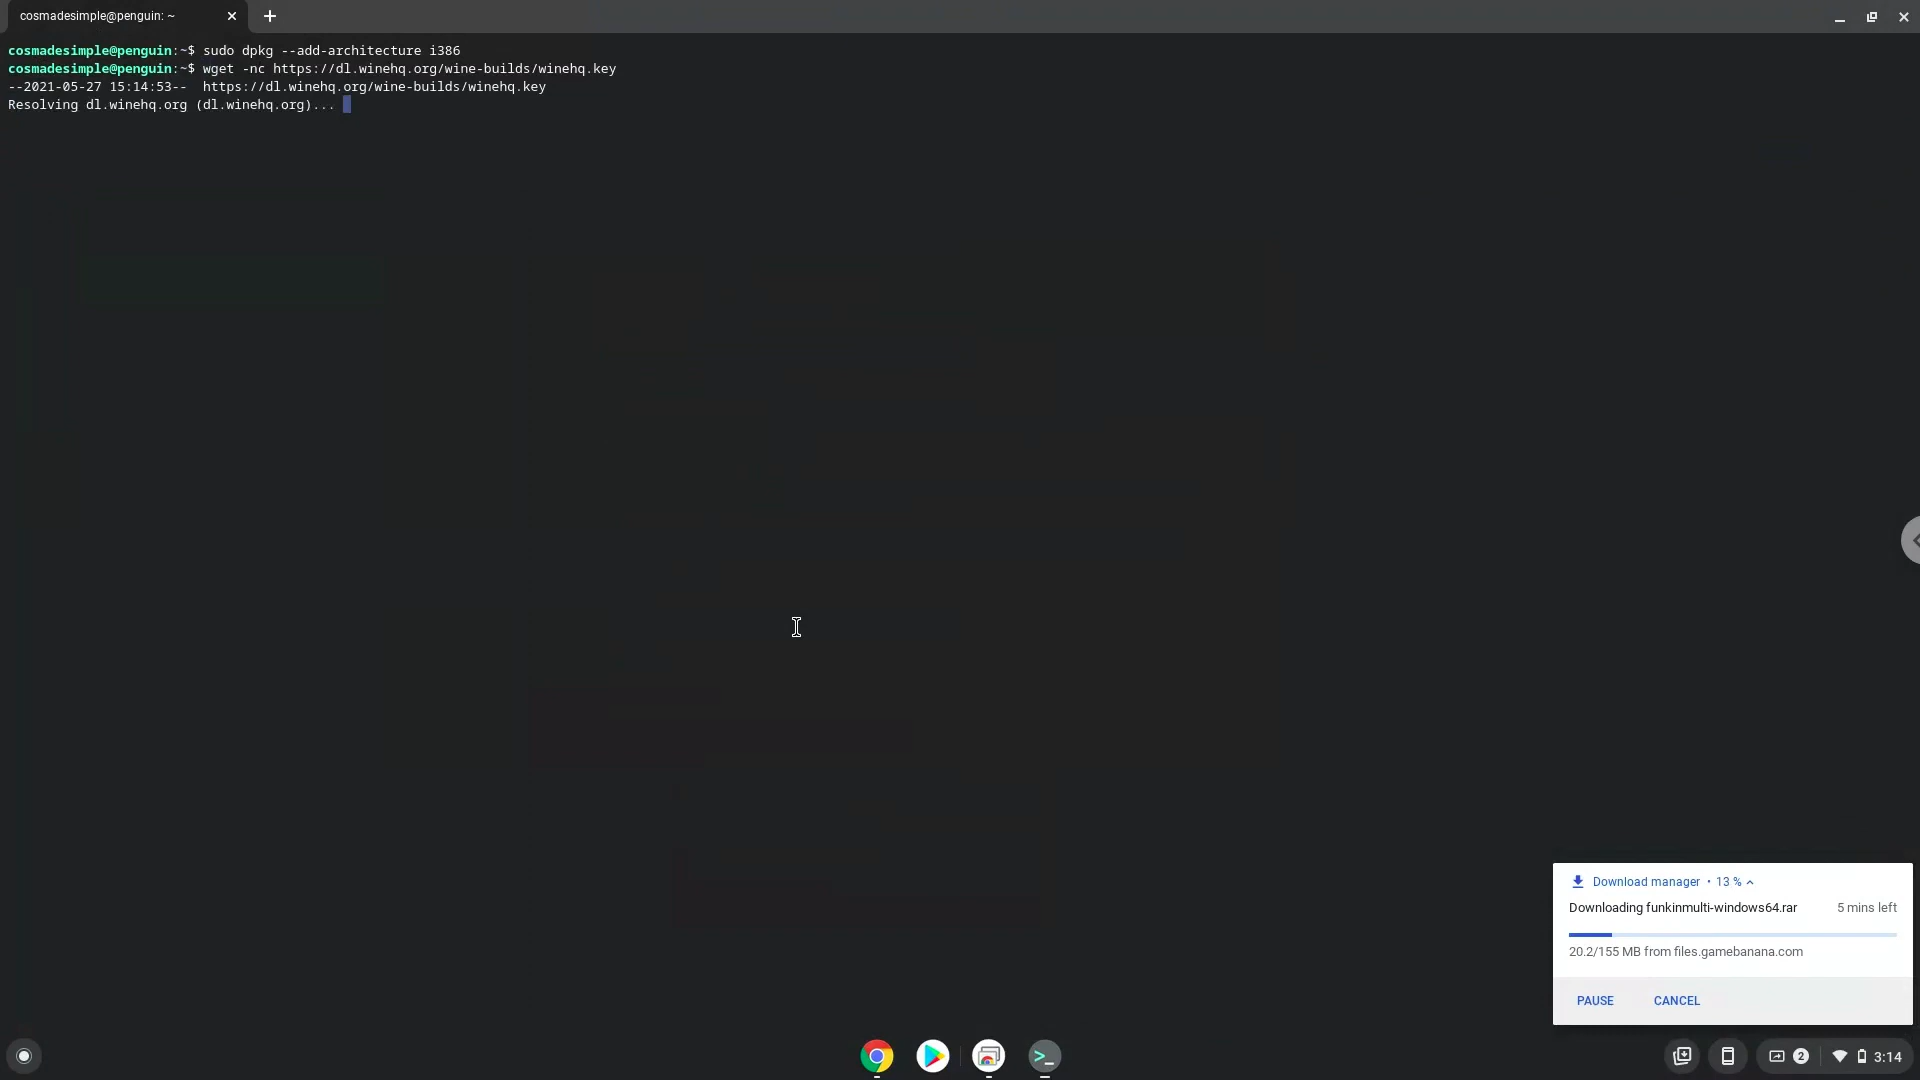 cosmadesimple@penguin: ~
cosmadesimple@penguin:~$ sudo dpkg --add-architecture i386
cosmadesimple@penguin:~$ wget -nc https://dl.winehq.org/wine-builds/winehq.key
--2021-05-27 15:14:53--  https://dl.winehq.org/wine-builds/winehq.key
Resolving dl.winehq.org (dl.winehq.org)...
Download manager • 13 %
Downloading funkinmulti-windows64.rar 5 mins left
20.2/155 MB from files.gamebanana.com
PAUSE CANCEL
2 3:14